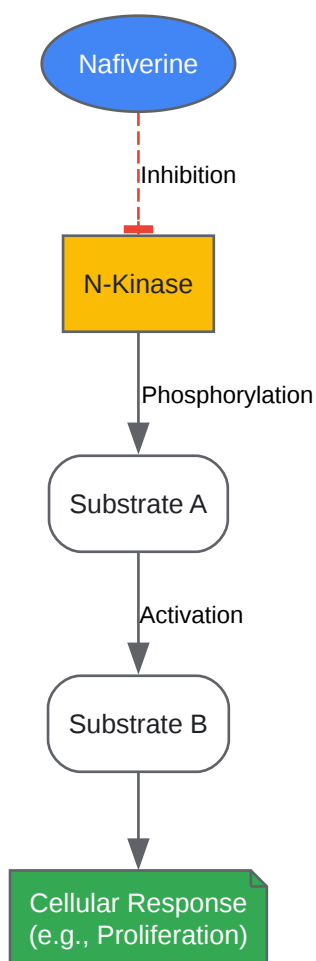 Nafiverine
Inhibition
N-Kinase
Phosphorylation
Substrate A
Activation
Substrate B
Cellular Response
(e.g., Proliferation)